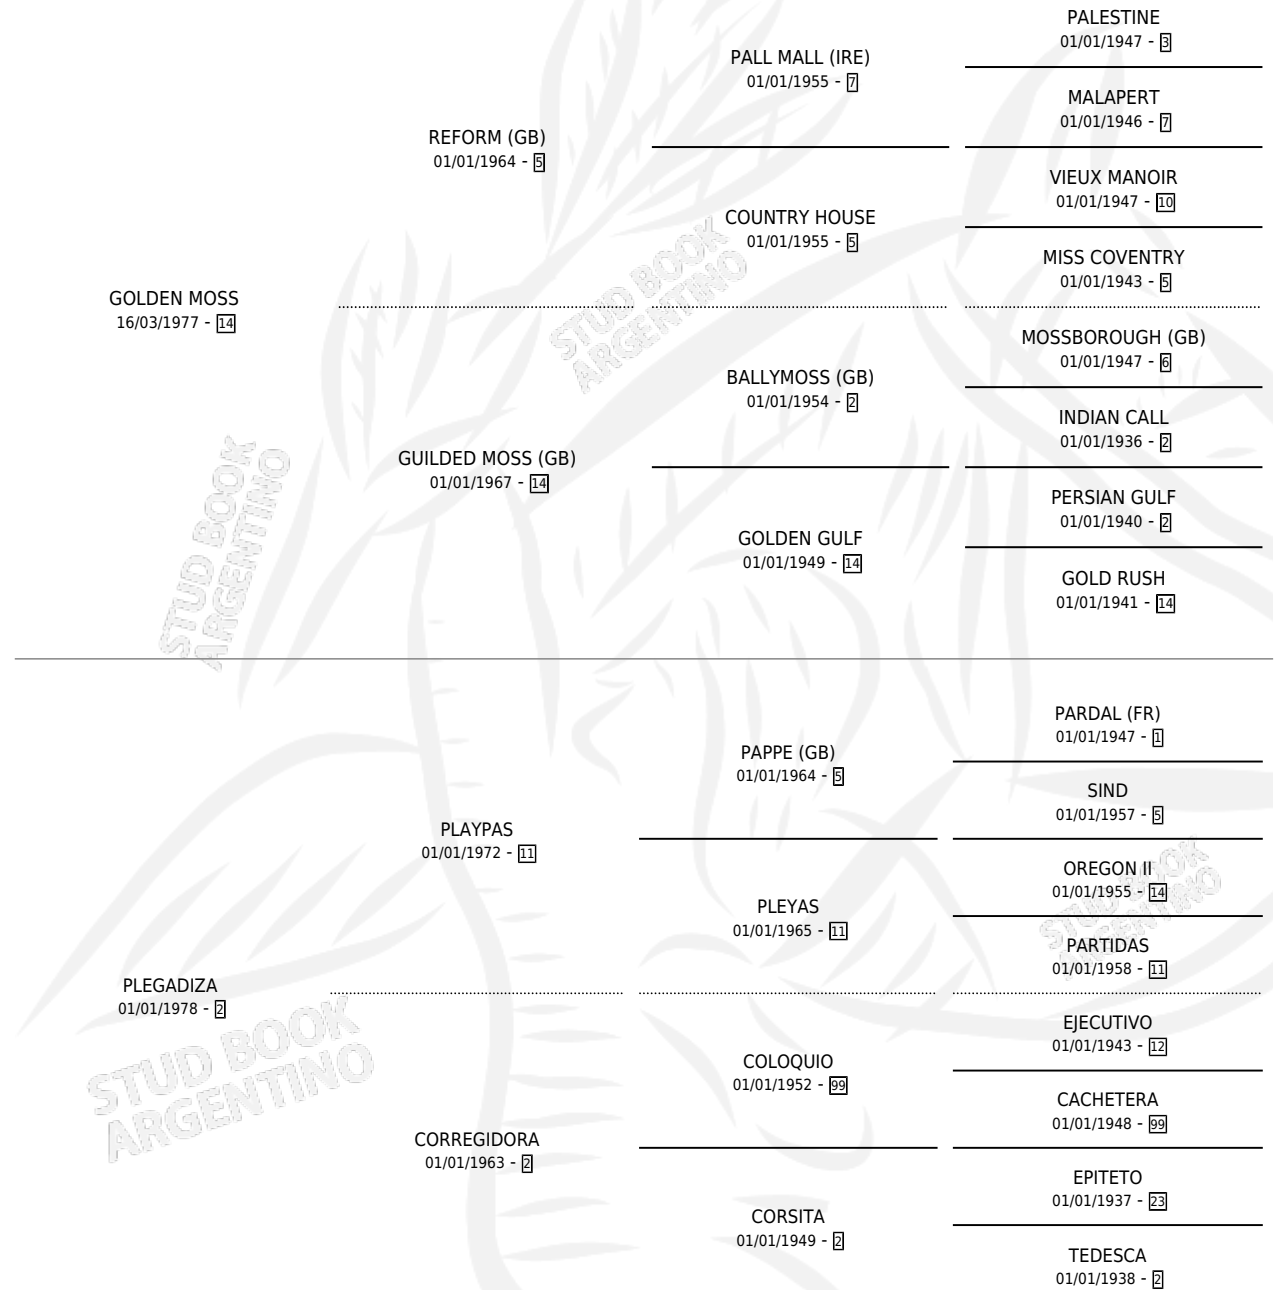 PALESTINE
01/01/1947 - 3
PALL MALL (IRE)
01/01/1955 - 7
MALAPERT
01/01/1946 - 7
REFORM (GB)
01/01/1964 - 5
VIEUX MANOIR
01/01/1947 - 10
COUNTRY HOUSE
01/01/1955 - 5
MISS COVENTRY
01/01/1943 - 5
GOLDEN MOSS
16/03/1977 - 14
MOSSBOROUGH (GB)
01/01/1947 - 6
BALLYMOSS (GB)
01/01/1954 - 2
INDIAN CALL
01/01/1936 - 2
GUILDED MOSS (GB)
01/01/1967 - 14
PERSIAN GULF
01/01/1940 - 2
GOLDEN GULF
01/01/1949 - 14
GOLD RUSH
01/01/1941 - 14
PARDAL (FR)
01/01/1947 - 1
PAPPE (GB)
01/01/1964 - 5
SIND
01/01/1957 - 5
PLAYPAS
01/01/1972 - 11
OREGON II
01/01/1955 - 14
PLEYAS
01/01/1965 - 11
PARTIDAS
01/01/1958 - 11
PLEGADIZA
01/01/1978 - 2
EJECUTIVO
01/01/1943 - 12
COLOQUIO
01/01/1952 - 99
CACHETERA
01/01/1948 - 99
CORREGIDORA
01/01/1963 - 2
EPITETO
01/01/1937 - 23
CORSITA
01/01/1949 - 2
TEDESCA
01/01/1938 - 2
STUD BOOK
ARGENTINO
STUD BOOK
ARGENTINO
STUD BOOK
ARGENTINO
STUD BOOK
ARGENTINO